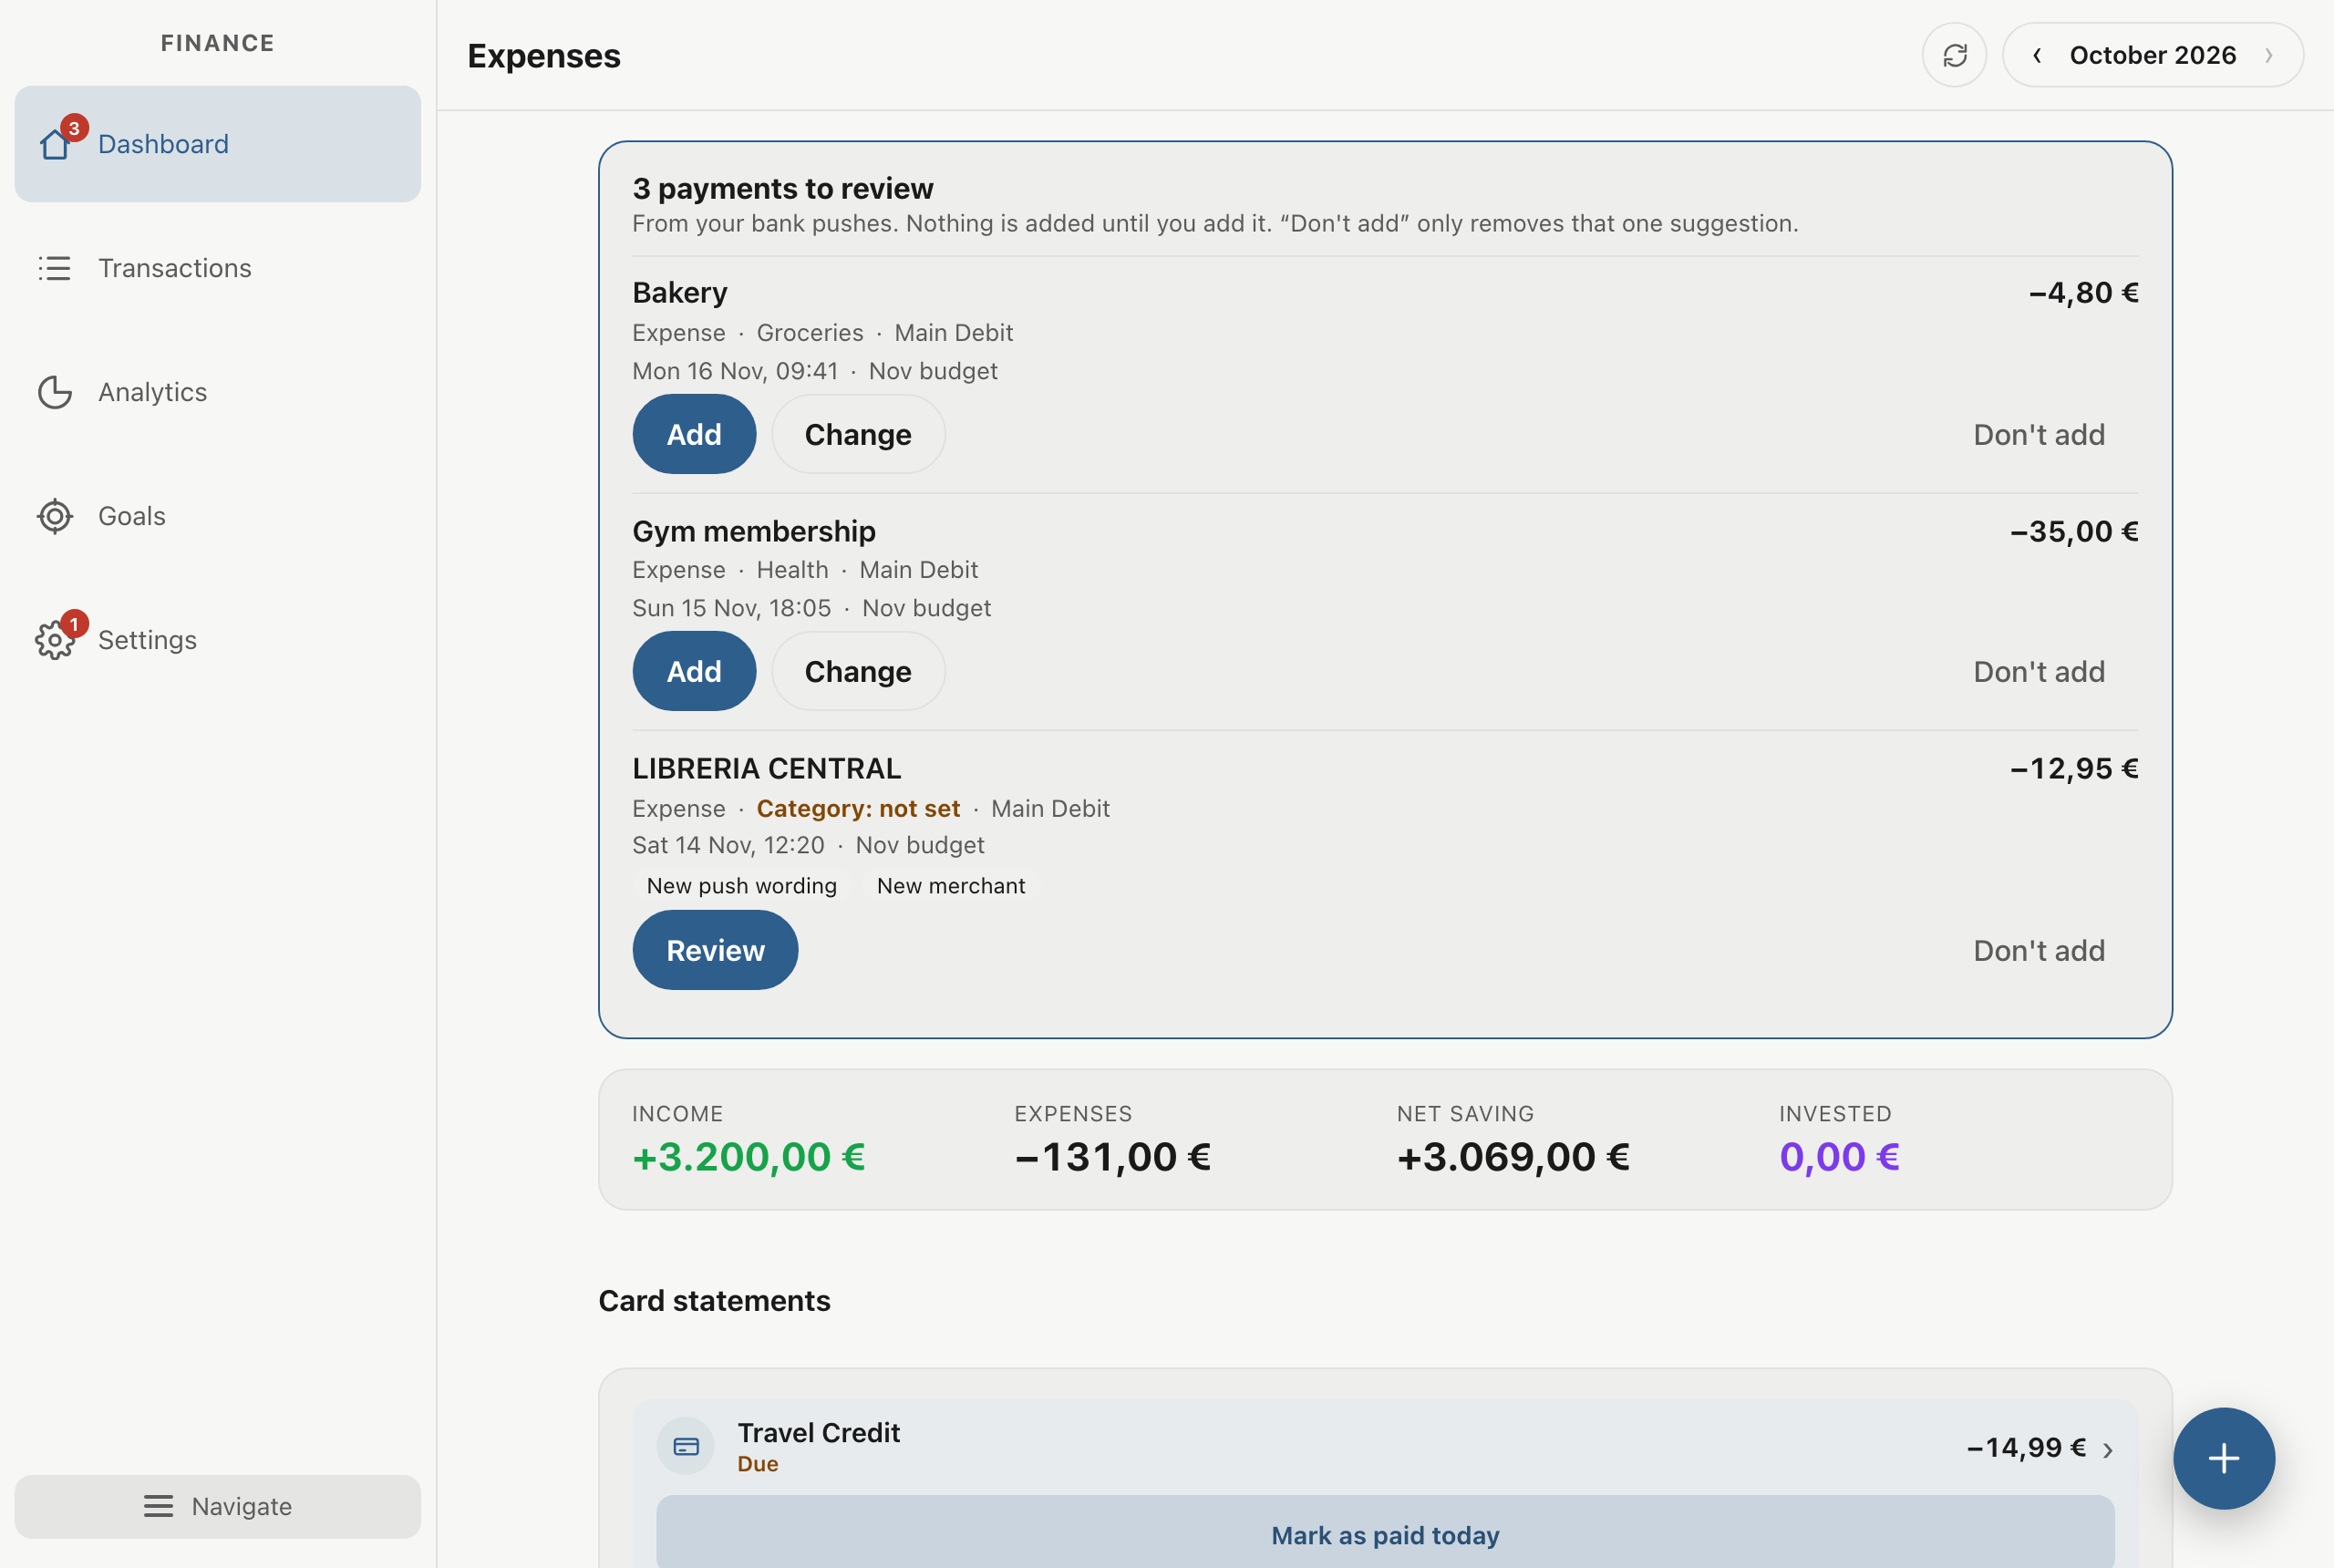 FINANCE
3
Dashboard
Transactions
Analytics
Goals
1
Settings
Navigate
Expenses
‹ October 2026 ›
3 payments to review
From your bank pushes. Nothing is added until you add it. “Don't add” only removes that one suggestion.
Bakery −4,80 €
Expense · Groceries · Main Debit
Mon 16 Nov, 09:41 · Nov budget
Add Change Don't add
Gym membership −35,00 €
Expense · Health · Main Debit
Sun 15 Nov, 18:05 · Nov budget
Add Change Don't add
LIBRERIA CENTRAL −12,95 €
Expense · Category: not set · Main Debit
Sat 14 Nov, 12:20 · Nov budget
New push wording New merchant
Review Don't add
INCOME EXPENSES NET SAVING INVESTED
+3.200,00 € −131,00 € +3.069,00 € 0,00 €
Card statements
Travel Credit −14,99 € ›
Due
Mark as paid today
+